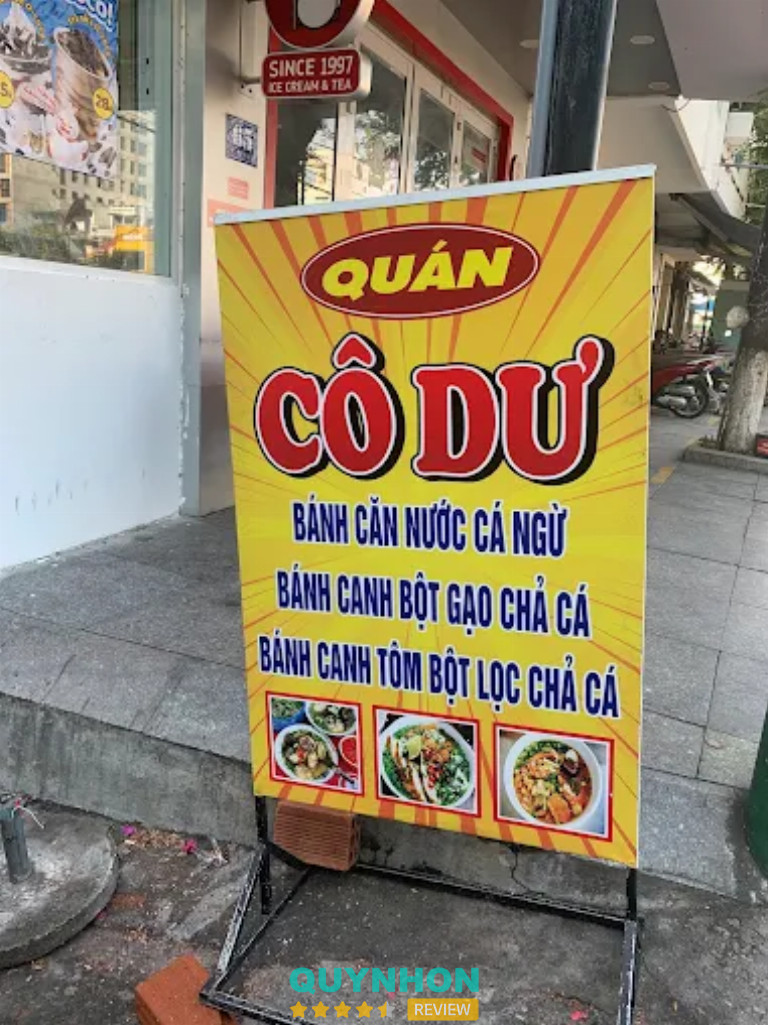 SINCE 1997
ICE CREAM & TEA
QUÁN
CÔ DƯ
BÁNH CĂN NƯỚC CÁ NGỪ
BÁNH CANH BỘT GẠO CHẢ CÁ
BÁNH CANH TÔM BỘT LỌC CHẢ CÁ
QUYNHON
REVIEW